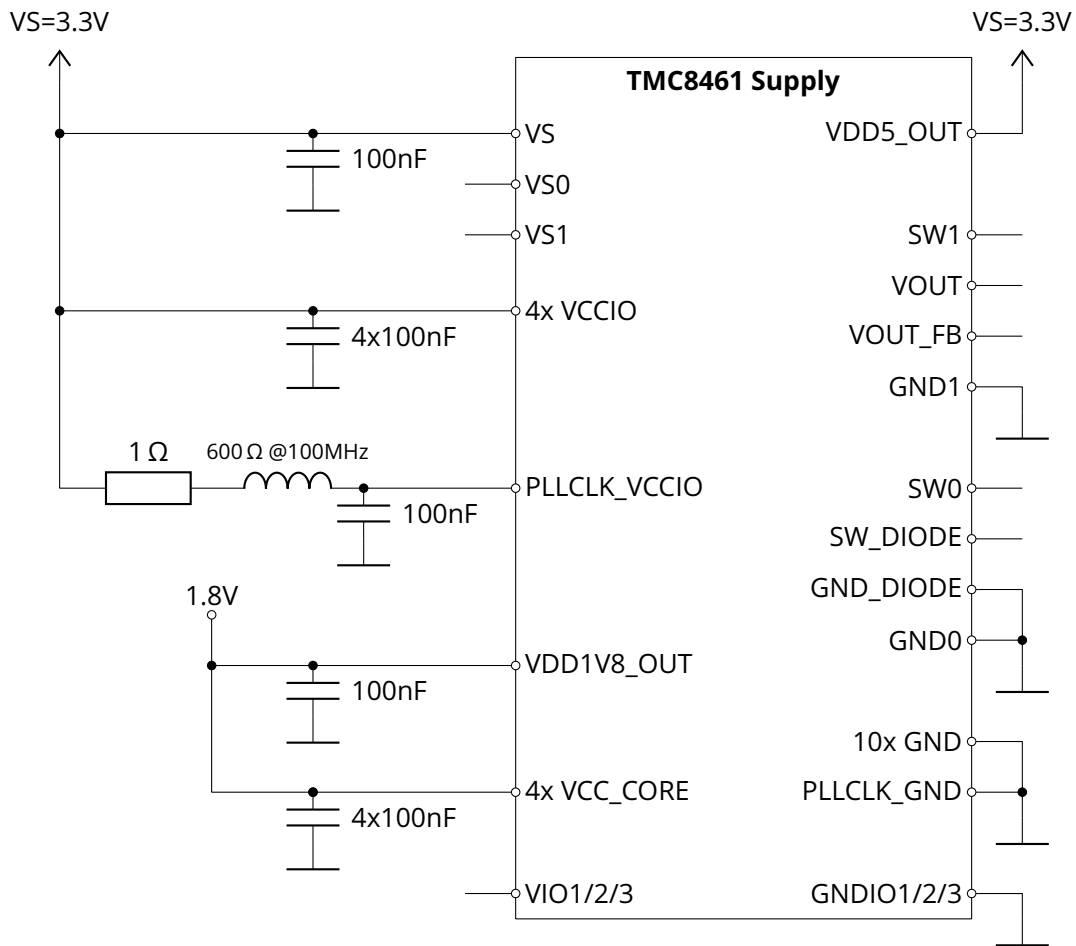 VS=3.3V
VS=3.3V
TMC8461 Supply
VS
VDD5_OUT
100nF
VS0
VS1
SW1
VOUT
4x VCCIO
4x100nF
VOUT_FB
GND1
1 Ω
600 Ω @100MHz
PLLCLK_VCCIO
SW0
100nF
SW_DIODE
GND_DIODE
1.8V
GND0
VDD1V8_OUT
100nF
10x GND
4x VCC_CORE
PLLCLK_GND
4x100nF
VIO1/2/3
GNDIO1/2/3